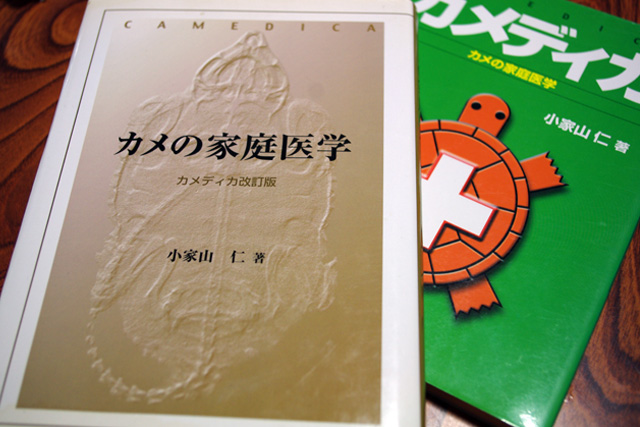 CAMEDICA
カメの家庭医学
カメディカ改訂版
小家山 仁 著
カメディカ
カメの家庭医学
小家山 仁 著